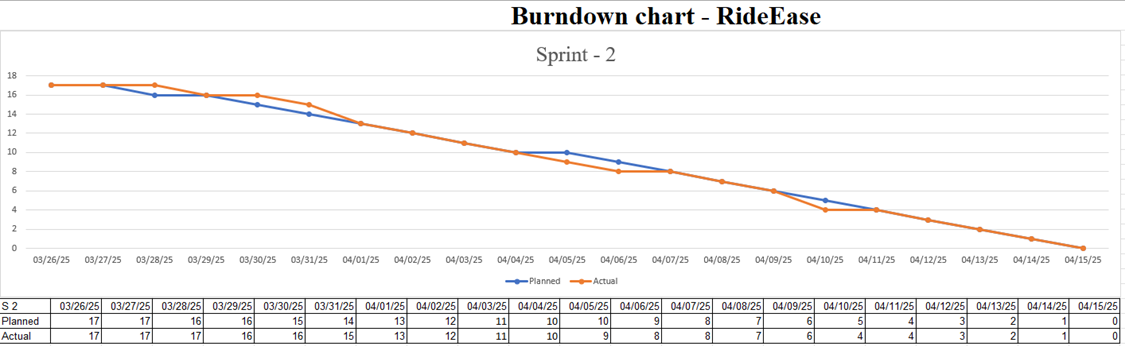 Burndown chart - RideEase
Sprint - 2
18
16
14
12
10
8
6
4
2
0
03/26/25 03/27/25 03/28/25 03/29/25 03/30/25 03/31/25 04/01/25 04/02/25 04/03/25 04/04/25 04/05/25 04/06/25 04/07/25 04/08/25 04/09/25 04/10/25 04/11/25 04/12/25 04/13/25 04/14/25 04/15/25
Planned Actual
S 2 03/26/25 03/27/25 03/28/25 03/29/25 03/30/25 03/31/25 04/01/25 04/02/25 04/03/25 04/04/25 04/05/25 04/06/25 04/07/25 04/08/25 04/09/25 04/10/25 04/11/25 04/12/25 04/13/25 04/14/25 04/15/25
Planned 17 17 16 16 15 14 13 12 11 10 10 9 8 7 6 5 4 3 2 1 0
Actual 17 17 17 16 16 15 13 12 11 10 9 8 8 7 6 4 4 3 2 1 0